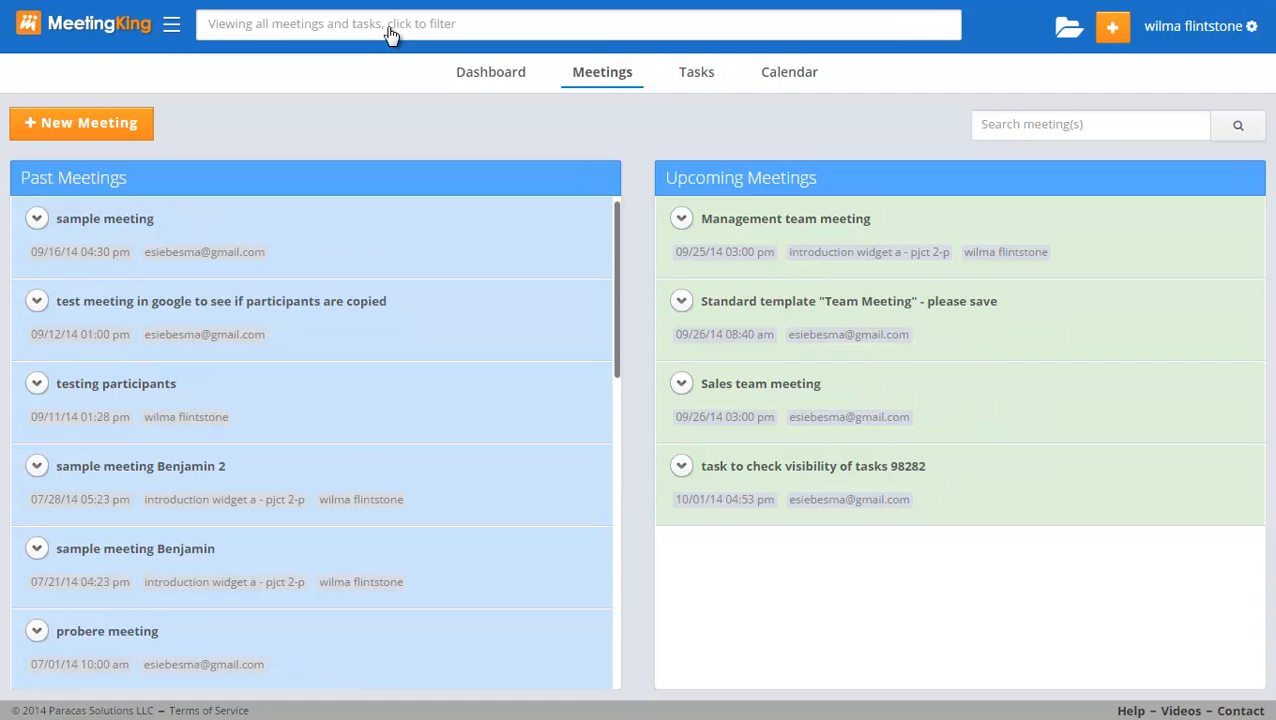 MeetingKing
Viewing all meetings and tasks, click to filter
wilma flintstone
Dashboard
Meetings
Tasks
Calendar
+ New Meeting
Search meeting(s)
Past Meetings
sample meeting
09/16/14 04:30 pm esiebesma@gmail.com
test meeting in google to see if participants are copied
09/12/14 01:00 pm esiebesma@gmail.com
testing participants
09/11/14 01:28 pm wilma flintstone
sample meeting Benjamin 2
07/28/14 05:23 pm introduction widget a - pjct 2-p wilma flintstone
sample meeting Benjamin
07/21/14 04:23 pm introduction widget a - pjct 2-p wilma flintstone
probere meeting
07/01/14 10:00 am esiebesma@gmail.com
Upcoming Meetings
Management team meeting
09/25/14 03:00 pm introduction widget a - pjct 2-p wilma flintstone
Standard template "Team Meeting" - please save
09/26/14 08:40 am esiebesma@gmail.com
Sales team meeting
09/26/14 03:00 pm esiebesma@gmail.com
task to check visibility of tasks 98282
10/01/14 04:53 pm esiebesma@gmail.com
© 2014 Paracas Solutions LLC – Terms of Service
Help – Videos – Contact